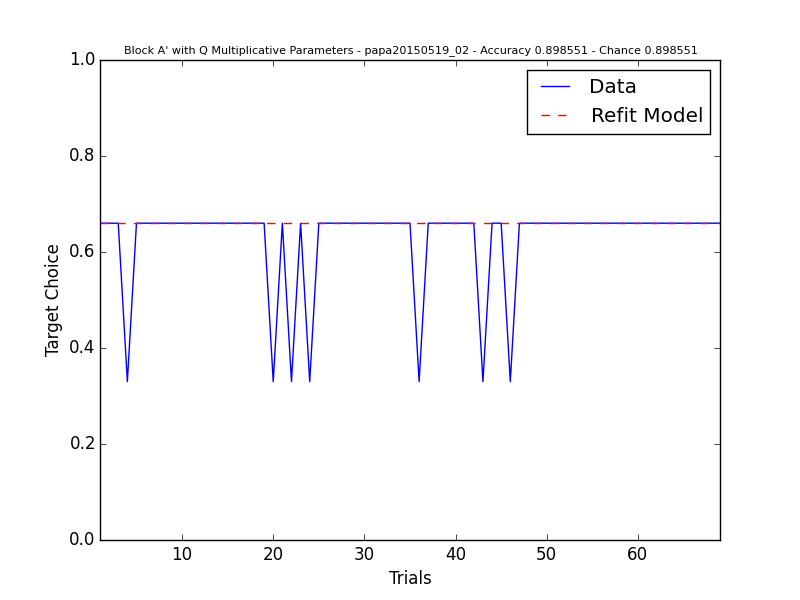 Block A' with Q Multiplicative Parameters - papa20150519_02 - Accuracy 0.898551 - Chance 0.898551
1.0
0.8
0.6
0.4
0.2
0.0
Target Choice
Data
Refit Model
10 20 30 40 50 60
Trials